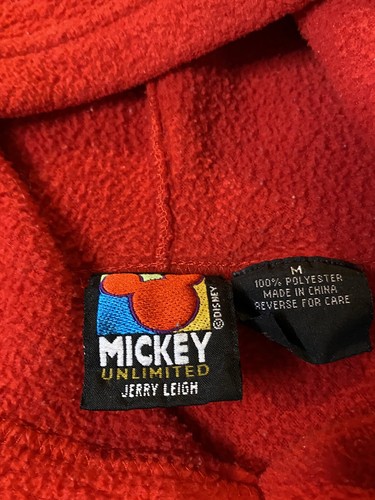 ©DISNEY
MICKEY
UNLIMITED
JERRY LEIGH
M
100% POLYESTER
MADE IN CHINA
REVERSE FOR CARE